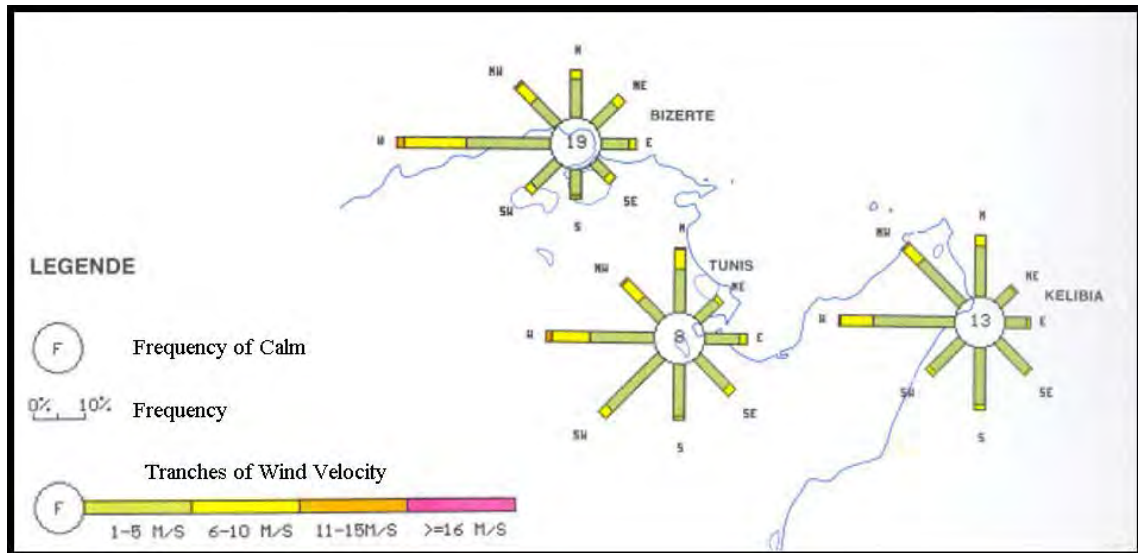 N
NW
NE
BIZERTE
W
19
E
SW
SE
S
N
NW
TUNIS
NE
W
8
E
SW
SE
S
N
NW
NE
KELIBIA
W
13
E
SW
SE
S
LEGENDE
F Frequency of Calm
0% 10% Frequency
Tranches of Wind Velocity
F
1-5 M/S 6-10 M/S 11-15M/S >=16 M/S